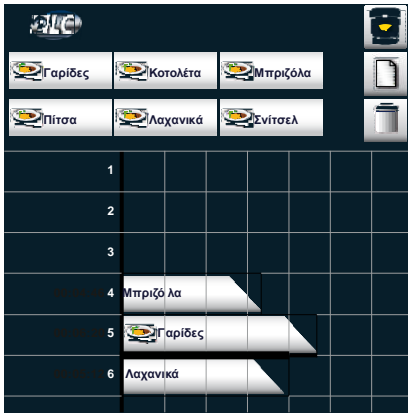 Γαρίδες Κοτολέτα Μπριζόλα
Πίτσα Λαχανικά Σνίτσελ
1
2
3
4 Μπριζό λα
5 Γαρίδες
6 Λαχανικά